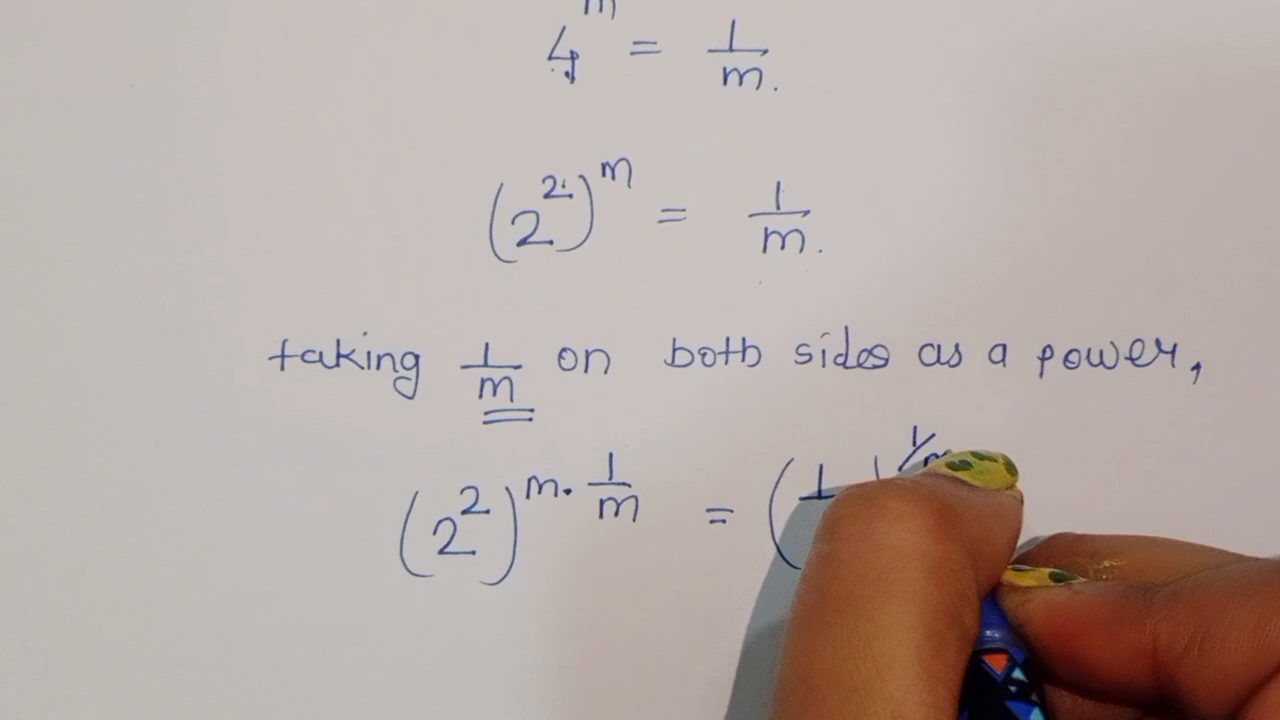 4^m = 1/m.
(2^2)^m = 1/m.
taking 1/m on both sides as a power,
(2^2)^{m · 1/m} = (1